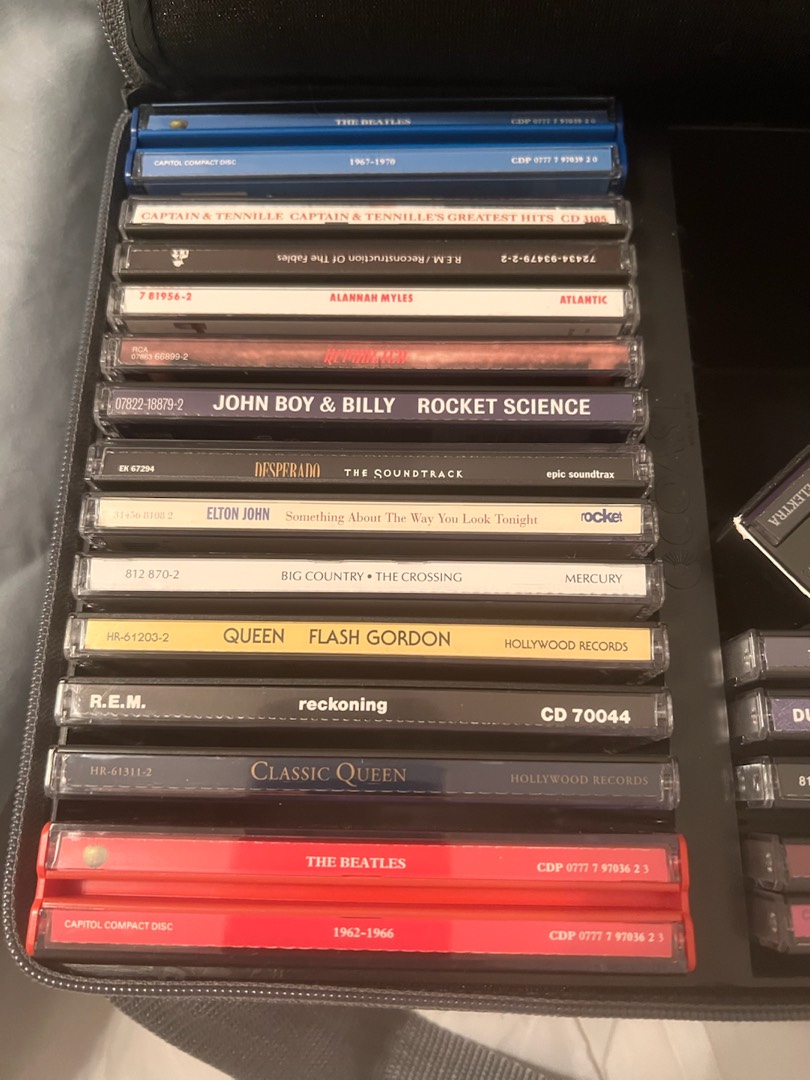 THE BEATLES CDP 0777 7 97039 2 0
CAPITOL COMPACT DISC 1967-1970 CDP 0777 7 97039 2 0
CAPTAIN & TENNILLE CAPTAIN & TENNILLE'S GREATEST HITS CD 3105
R.E.M./Reconstruction Of The Fables 72434-93479-2-2
7 81956-2 ALANNAH MYLES ATLANTIC
RCA
07863 66899-2
07822-18879-2 JOHN BOY & BILLY ROCKET SCIENCE
EK 67294 DESPERADO THE SOUNDTRACK epic soundtrax
31456 8108 2 ELTON JOHN Something About The Way You Look Tonight rocket
812 870-2 BIG COUNTRY • THE CROSSING MERCURY
HR-61203-2 QUEEN FLASH GORDON HOLLYWOOD RECORDS
R.E.M. reckoning CD 70044
HR-61311-2 CLASSIC QUEEN HOLLYWOOD RECORDS
THE BEATLES CDP 0777 7 97036 2 3
CAPITOL COMPACT DISC 1962-1966 CDP 0777 7 97036 2 3
ELEKTRA
DU
81